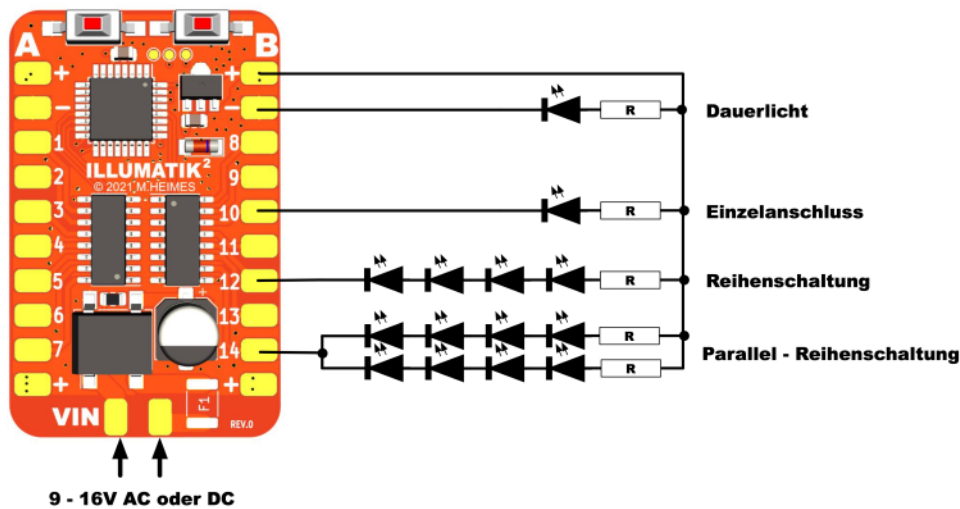 A B
+ +
- -
1 8
2 9
ILLUMATIK²
© 2021 M.HEIMES
3 10
4 11
5 12
6 13
7 14
+ +
+
VIN
F1
REV.0
9 - 16V AC oder DC
R Dauerlicht
R Einzelanschluss
R Reihenschaltung
R
R
Parallel - Reihenschaltung